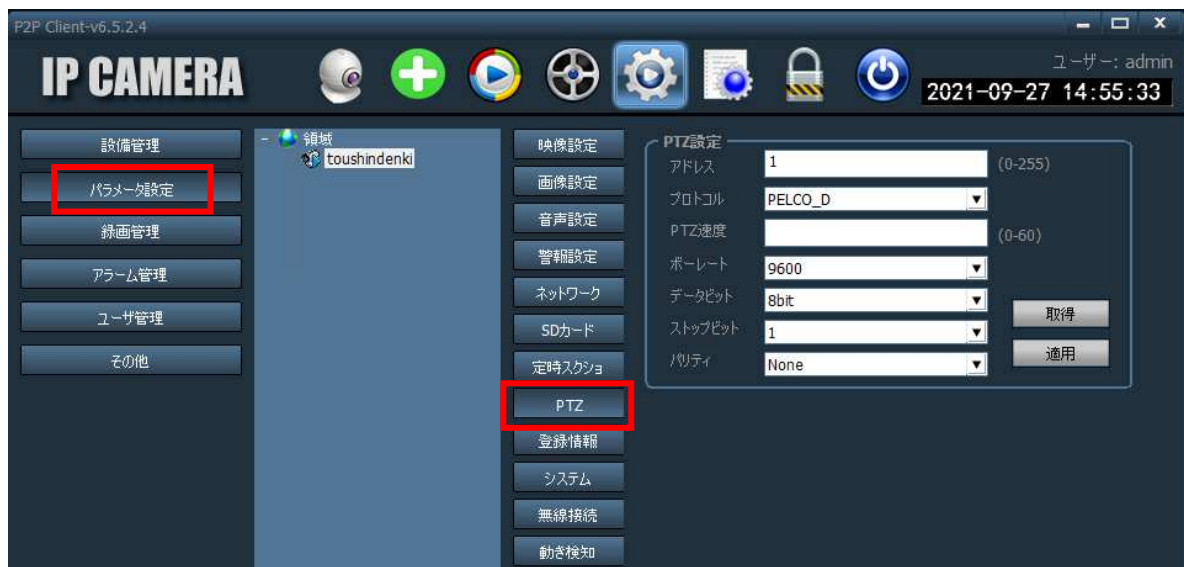 P2P Client-v6.5.2.4
IP CAMERA
ユーザー: admin
2021-09-27 14:55:33
設備管理
パラメータ設定
録画管理
アラーム管理
ユーザ管理
その他
- 領域
toushindenki
映像設定
画像設定
音声設定
警報設定
ネットワーク
SDカード
定時スクショ
PTZ
登録情報
システム
無線接続
動き検知
PTZ設定
アドレス 1 (0-255)
プロトコル PELCO_D
PTZ速度 (0-60)
ボーレート 9600
データビット 8bit
ストップビット 1
パリティ None
取得
適用